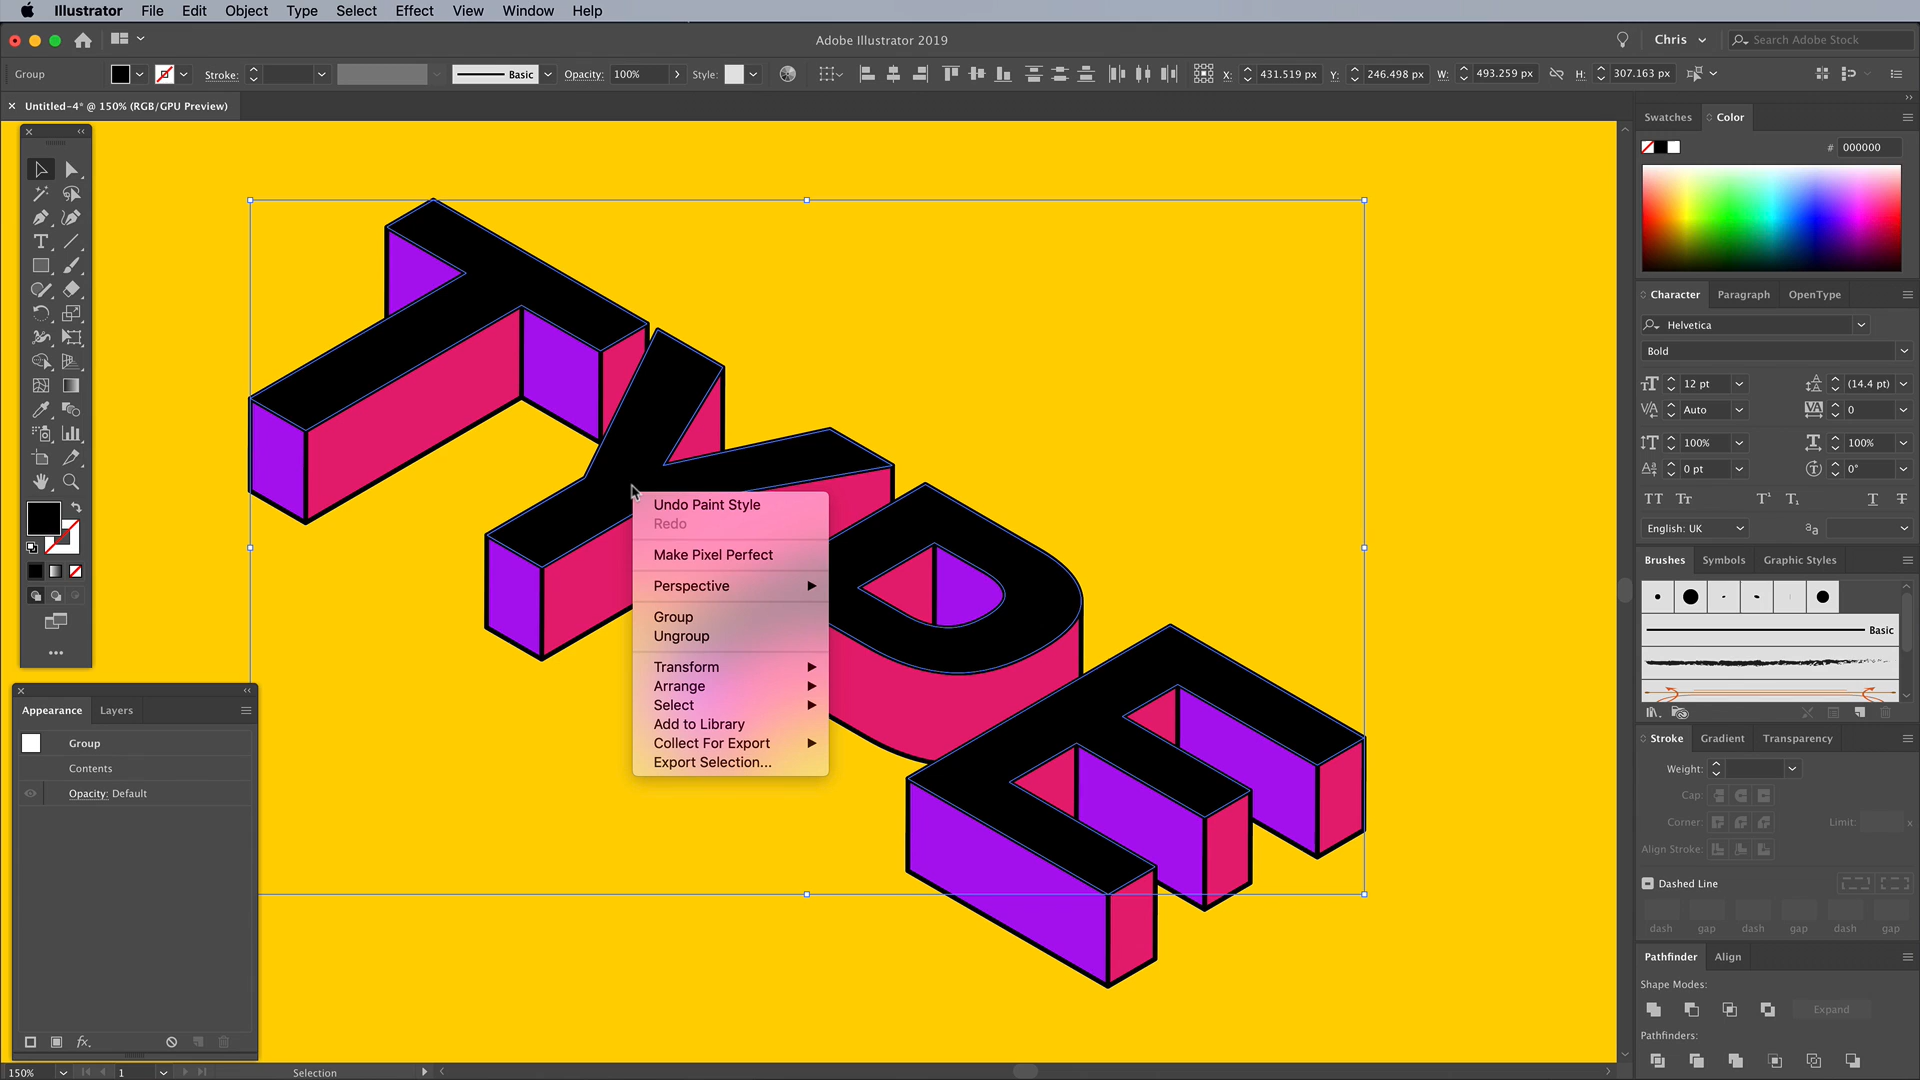 Illustrator File Edit Object Type Select Effect View Window Help
Adobe Illustrator 2019
Chris
Search Adobe Stock
Group
Stroke:
Basic
Opacity: 100%
Style:
X: 431.519 px
Y: 246.498 px
W: 493.259 px
H: 307.163 px
Untitled-4* @ 150% (RGB/GPU Preview)
TYPE
Undo Paint Style
Redo
Make Pixel Perfect
Perspective
Group
Ungroup
Transform
Arrange
Select
Add to Library
Collect For Export
Export Selection...
Appearance Layers
Group
Contents
Opacity: Default
fx.
150%
1
Selection
Swatches Color
# 000000
Character Paragraph OpenType
Helvetica
Bold
12 pt (14.4 pt)
Auto 0
100% 100%
0 pt 0°
English: UK
Brushes Symbols Graphic Styles
Basic
Stroke Gradient Transparency
Weight:
Cap:
Corner: Limit: x
Align Stroke:
Dashed Line
dash gap dash gap dash gap
Pathfinder Align
Shape Modes:
Expand
Pathfinders: